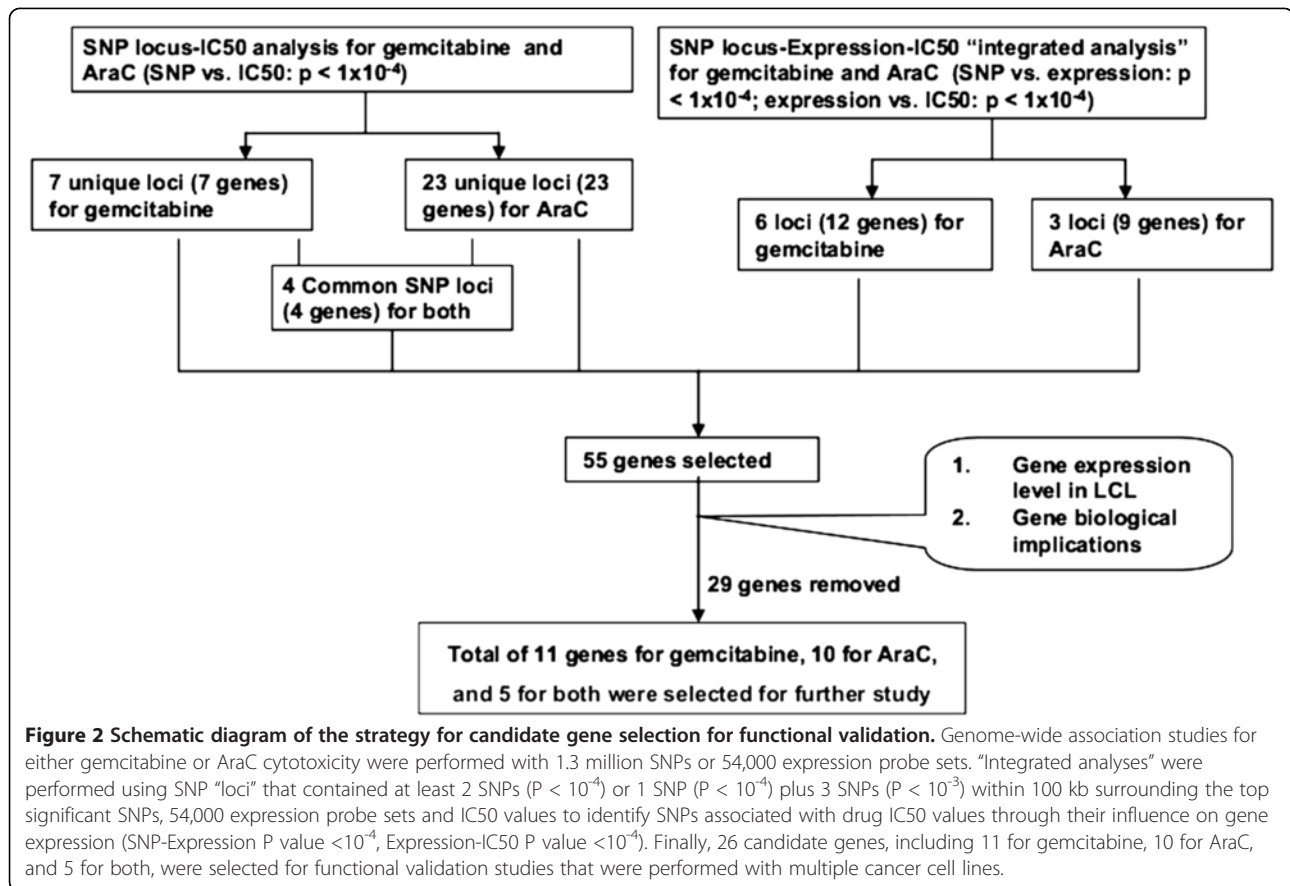 SNP locus-IC50 analysis for gemcitabine and
AraC (SNP vs. IC50: p < 1x10⁻⁴)
SNP locus-Expression-IC50 “integrated analysis”
for gemcitabine and AraC (SNP vs. expression: p
< 1x10⁻⁴; expression vs. IC50: p < 1x10⁻⁴)
7 unique loci (7 genes)
for gemcitabine
23 unique loci (23
genes) for AraC
6 loci (12 genes) for
gemcitabine
3 loci (9 genes) for
AraC
4 Common SNP loci
(4 genes) for both
55 genes selected
1. Gene expression
level in LCL
2. Gene biological
implications
29 genes removed
Total of 11 genes for gemcitabine, 10 for AraC,
and 5 for both were selected for further study
Figure 2 Schematic diagram of the strategy for candidate gene selection for functional validation. Genome-wide association studies for
either gemcitabine or AraC cytotoxicity were performed with 1.3 million SNPs or 54,000 expression probe sets. “Integrated analyses” were
performed using SNP “loci” that contained at least 2 SNPs (P < 10⁻⁴) or 1 SNP (P < 10⁻⁴) plus 3 SNPs (P < 10⁻³) within 100 kb surrounding the top
significant SNPs, 54,000 expression probe sets and IC50 values to identify SNPs associated with drug IC50 values through their influence on gene
expression (SNP-Expression P value <10⁻⁴, Expression-IC50 P value <10⁻⁴). Finally, 26 candidate genes, including 11 for gemcitabine, 10 for AraC,
and 5 for both, were selected for functional validation studies that were performed with multiple cancer cell lines.